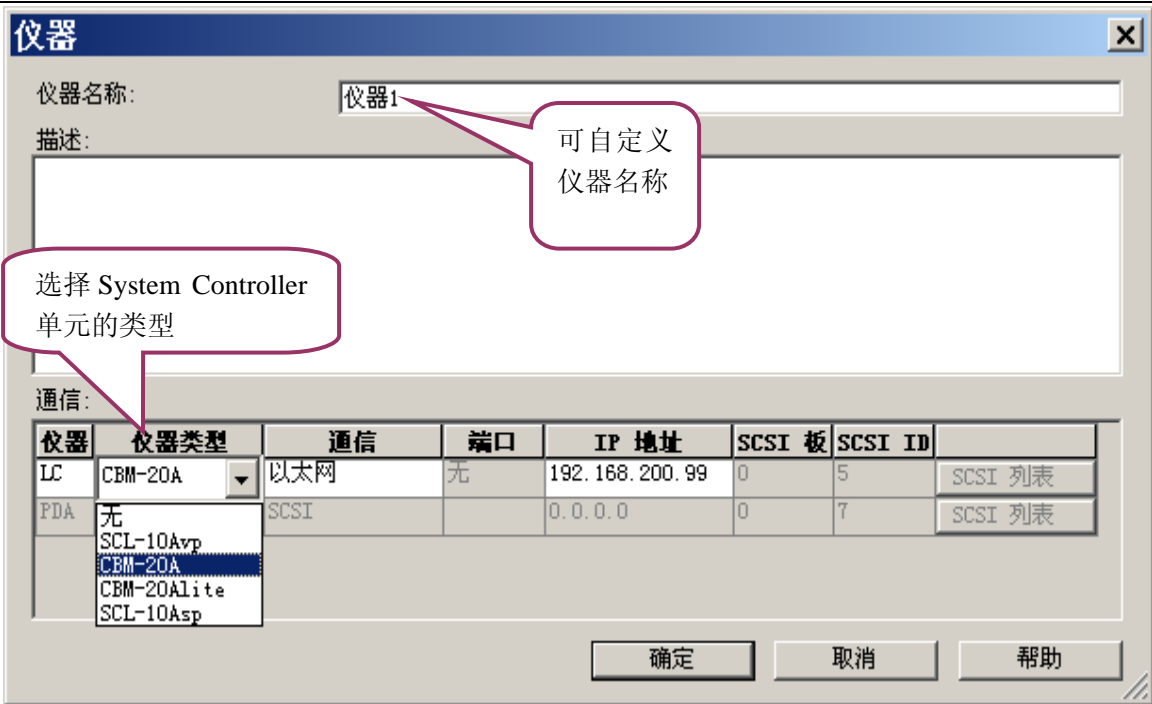 仪器
仪器名称:
仪器1
可自定义
仪器名称
描述:
选择 System Controller
单元的类型
通信:
仪器 仪器类型 通信 端口 IP 地址 SCSI 板 SCSI ID
LC CBM-20A 以太网 无 192.168.200.99 0 5 SCSI 列表
PDA SCSI 0.0.0.0 0 7 SCSI 列表
无
SCL-10Avp
CBM-20A
CBM-20Alite
SCL-10Asp
确定 取消 帮助